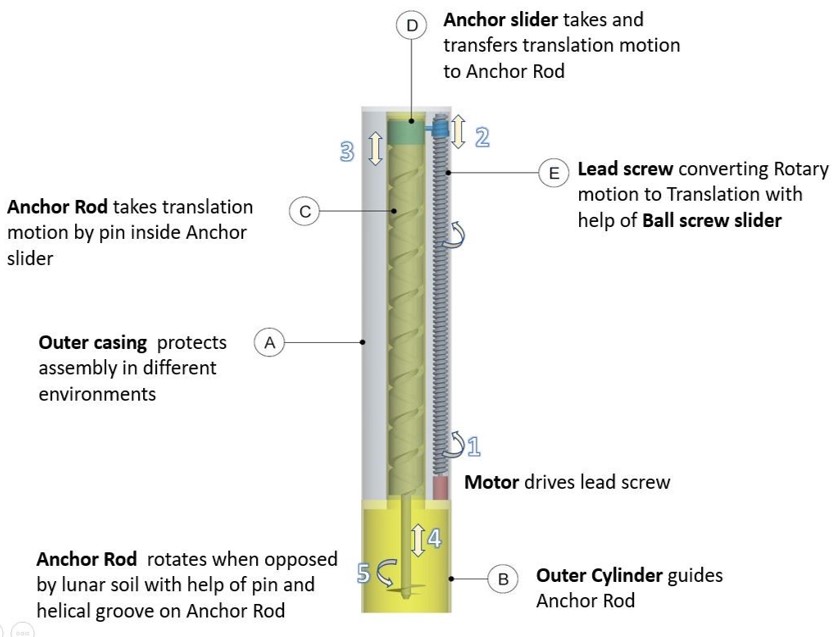 Anchor slider takes and
transfers translation motion
to Anchor Rod
D
3
2
E
Lead screw converting Rotary
motion to Translation with
help of Ball screw slider
Anchor Rod takes translation
motion by pin inside Anchor
slider
C
Outer casing protects
assembly in different
environments
A
1
Motor drives lead screw
4
Anchor Rod rotates when opposed
by lunar soil with help of pin and
helical groove on Anchor Rod
5
B
Outer Cylinder guides
Anchor Rod